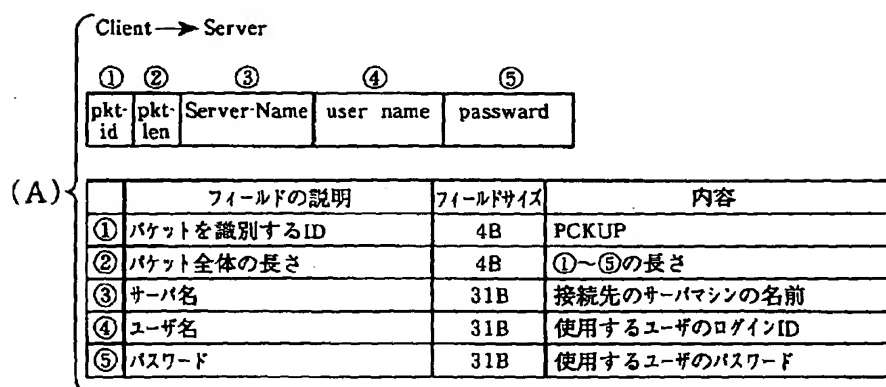 Client→Server
① ② ③ ④ ⑤
pkt-id pkt-len Server-Name user name passward
(A)
フィールドの説明 フィールドサイズ 内容
① パケットを識別するID 4B PCKUP
② パケット全体の長さ 4B ①〜⑤の長さ
③ サーバ名 31B 接続先のサーバマシンの名前
④ ユーザ名 31B 使用するユーザのログインID
⑤ パスワード 31B 使用するユーザのパスワード